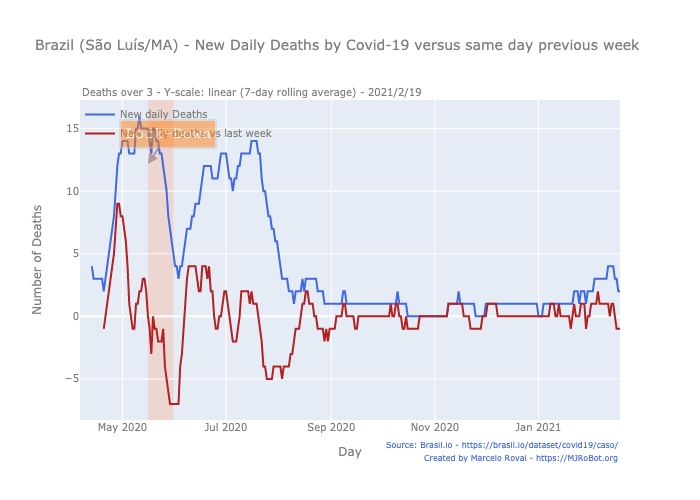 Brazil (São Luís/MA) - New Daily Deaths by Covid-19 versus same day previous week
Deaths over 3 - Y-scale: linear (7-day rolling average) - 2021/2/19
New daily Deaths
vs last week
15
10
5
0
−5
Number of Deaths
May 2020
Jul 2020
Sep 2020
Nov 2020
Jan 2021
Day
Source: Brasil.io - https://brasil.io/dataset/covid19/caso/
Created by Marcelo Rovai - https://MJRoBot.org